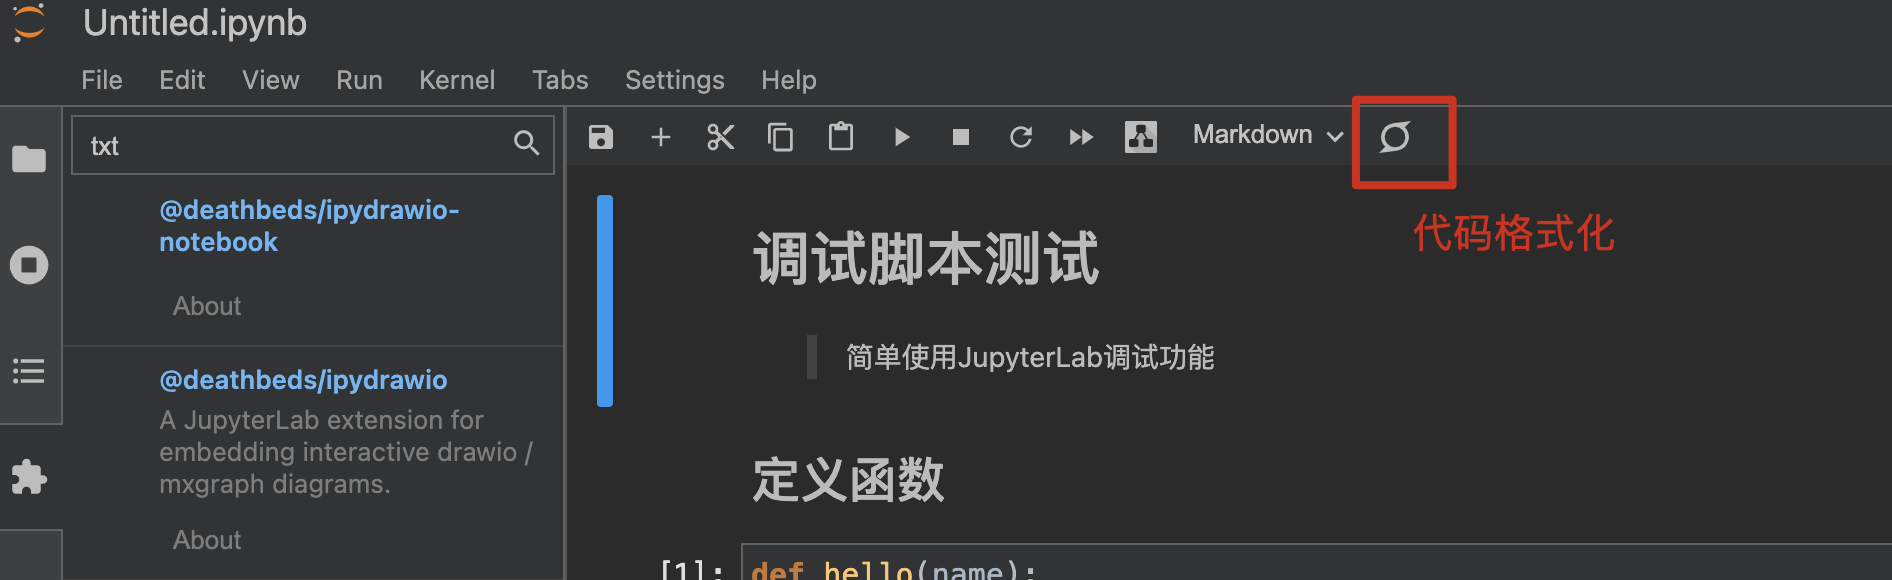 Untitled.ipynb
File Edit View Run Kernel Tabs Settings Help
txt
@deathbeds/ipydrawio-
notebook
About
@deathbeds/ipydrawio
A JupyterLab extension for
embedding interactive drawio /
mxgraph diagrams.
About
Markdown
代码格式化
调试脚本测试
简单使用JupyterLab调试功能
定义函数
[1]: def hello(name):